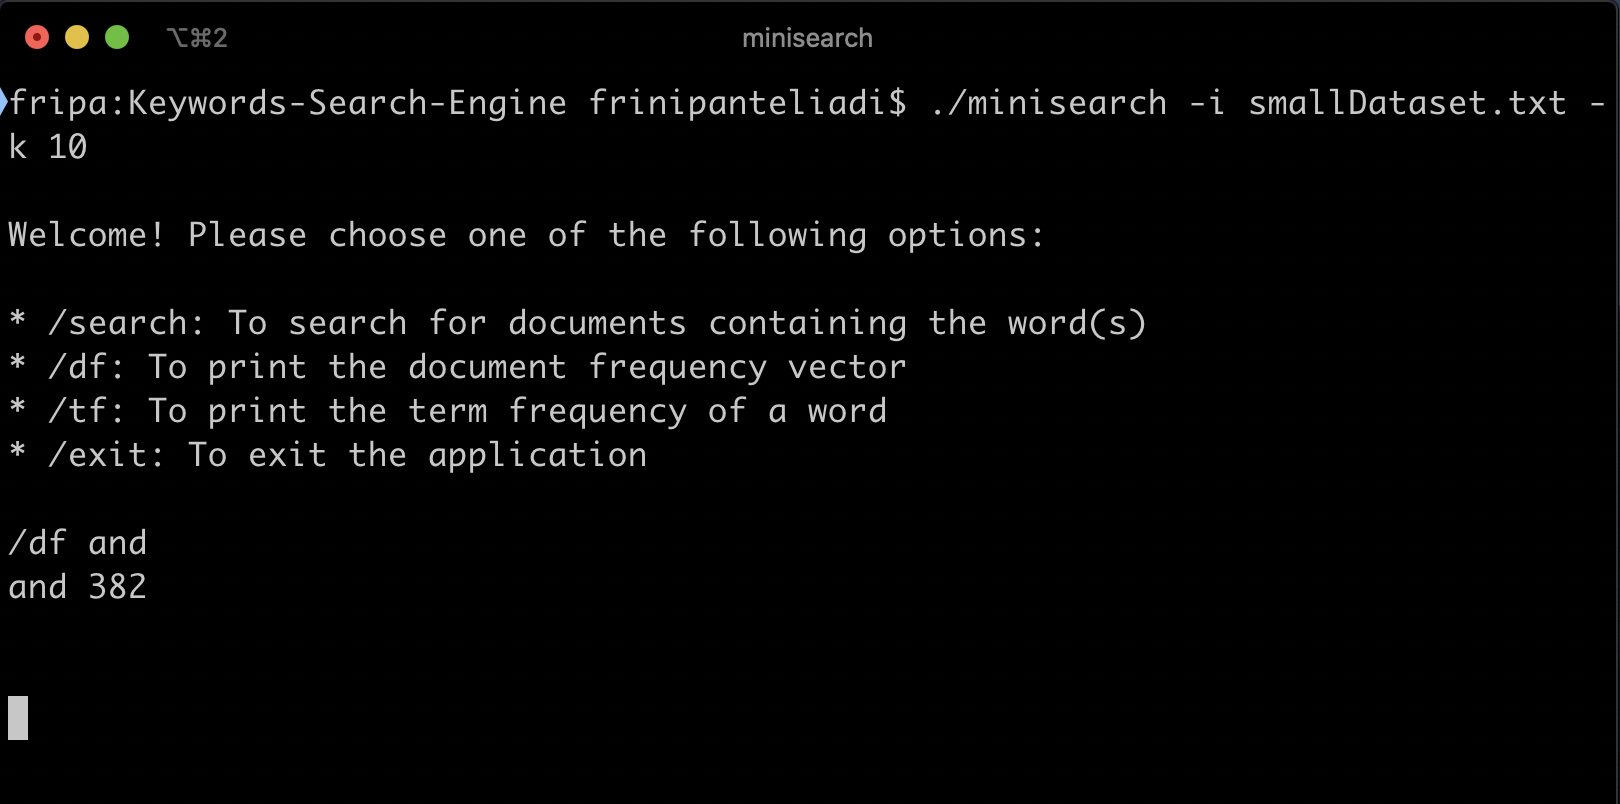 ⌥⌘2
minisearch
fripa:Keywords-Search-Engine frinipanteliadi$ ./minisearch -i smallDataset.txt -
k 10
Welcome! Please choose one of the following options:
* /search: To search for documents containing the word(s)
* /df: To print the document frequency vector
* /tf: To print the term frequency of a word
* /exit: To exit the application
/df and
and 382